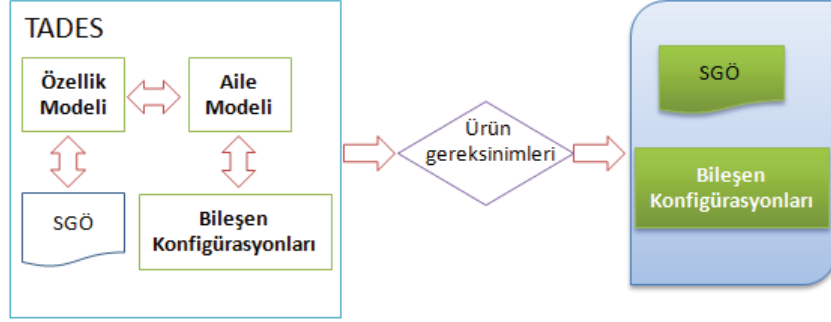 TADES
Özellik
Modeli
Aile
Modeli
SGÖ
Bileşen
Konfigürasyonları
Ürün
gereksinimleri
SGÖ
Bileşen
Konfigürasyonları